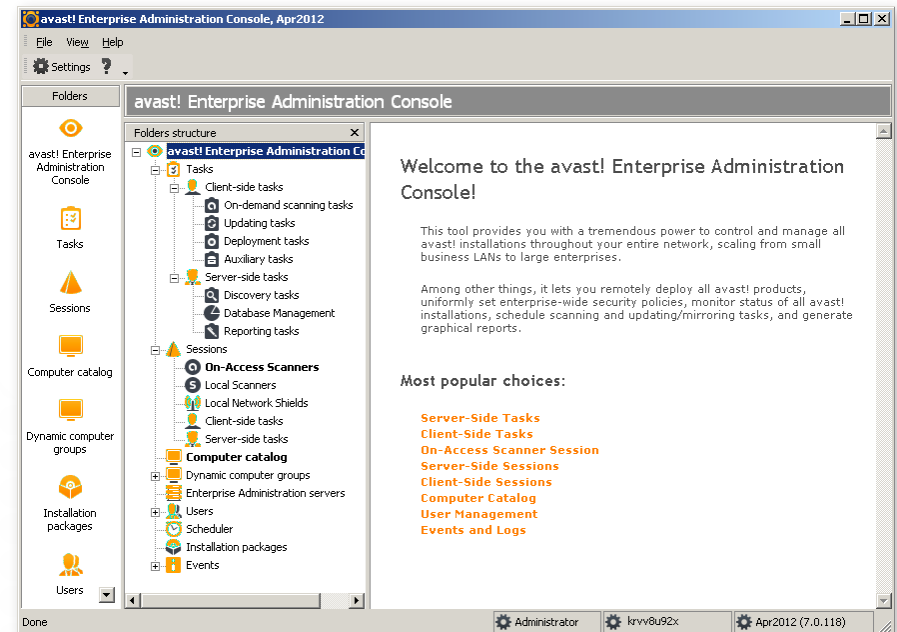 avast! Enterprise Administration Console, Apr2012
File View Help
Settings ?
Folders
avast! Enterprise Administration Console
avast! Enterprise
Administration
Console
Tasks
Sessions
Computer catalog
Dynamic computer
groups
Installation
packages
Users
Folders structure
avast! Enterprise Administration Co
Tasks
Client-side tasks
On-demand scanning tasks
Updating tasks
Deployment tasks
Auxiliary tasks
Server-side tasks
Discovery tasks
Database Management
Reporting tasks
Sessions
On-Access Scanners
Local Scanners
Local Network Shields
Client-side tasks
Server-side tasks
Computer catalog
Dynamic computer groups
Enterprise Administration servers
Users
Scheduler
Installation packages
Events
Welcome to the avast! Enterprise Administration
Console!
This tool provides you with a tremendous power to control and manage all
avast! installations throughout your entire network, scaling from small
business LANs to large enterprises.
Among other things, it lets you remotely deploy all avast! products,
uniformly set enterprise-wide security policies, monitor status of all avast!
installations, schedule scanning and updating/mirroring tasks, and generate
graphical reports.
Most popular choices:
Server-Side Tasks
Client-Side Tasks
On-Access Scanner Session
Server-Side Sessions
Client-Side Sessions
Computer Catalog
User Management
Events and Logs
Done
Administrator
krvv8u92x
Apr2012 (7.0.118)